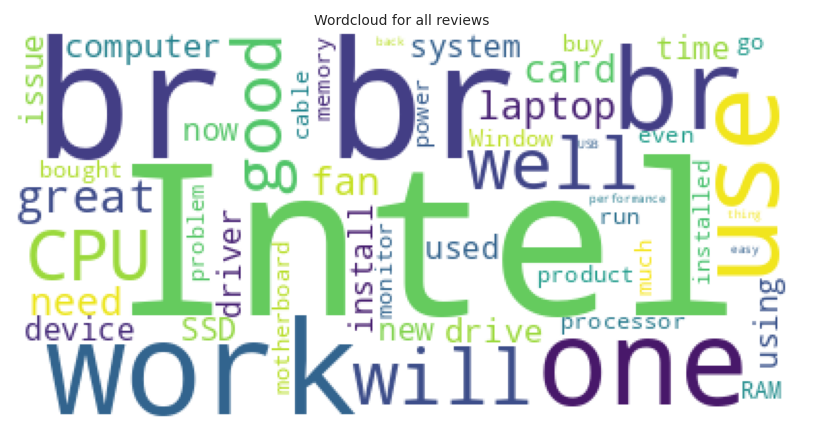 Wordcloud for all reviews
issue
computer
br
good
cable
memory
br
back
system
power
buy
card
time
go
br
now
laptop
Window
USB
even
use
bought
well
great
fan
Intel
problem
performance
run
thing
easy
installed
CPU
driver
install
monitor
used
product
much
need
motherboard
device
SSD
new
drive
processor
using
work
will
one
RAM